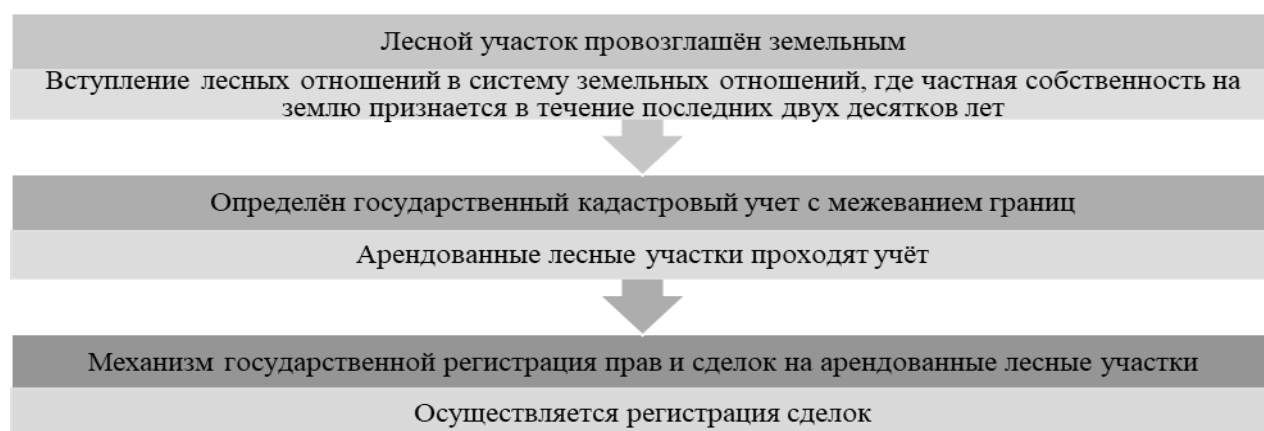 Лесной участок провозглашён земельным
Вступление лесных отношений в систему земельных отношений, где частная собственность на
землю признается в течение последних двух десятков лет
Определён государственный кадастровый учет с межеванием границ
Арендованные лесные участки проходят учёт
Механизм государственной регистрация прав и сделок на арендованные лесные участки
Осуществляется регистрация сделок